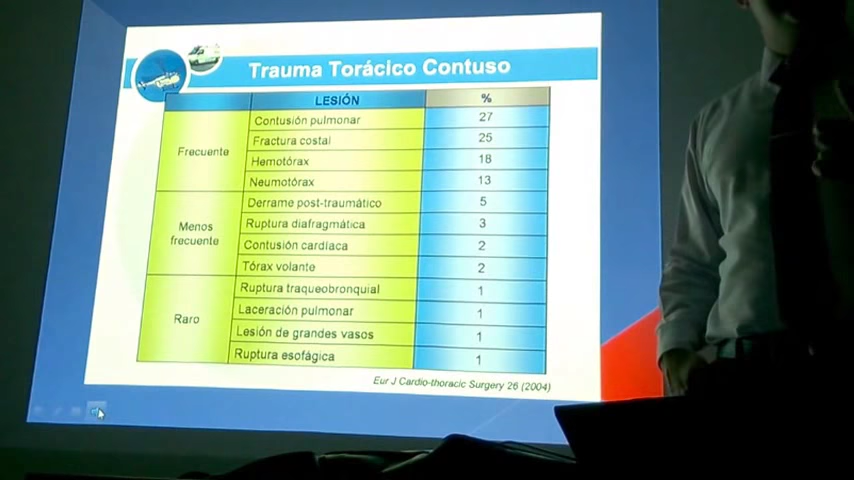 Trauma Torácico Contuso
LESIÓN %
Frecuente
Contusión pulmonar 27
Fractura costal 25
Hemotórax 18
Neumotórax 13
Menos frecuente
Derrame post-traumático 5
Ruptura diafragmática 3
Contusión cardíaca 2
Tórax volante 2
Raro
Ruptura traqueobronquial 1
Laceración pulmonar 1
Lesión de grandes vasos 1
Ruptura esofágica 1
Eur J Cardio-thoracic Surgery 26 (2004)